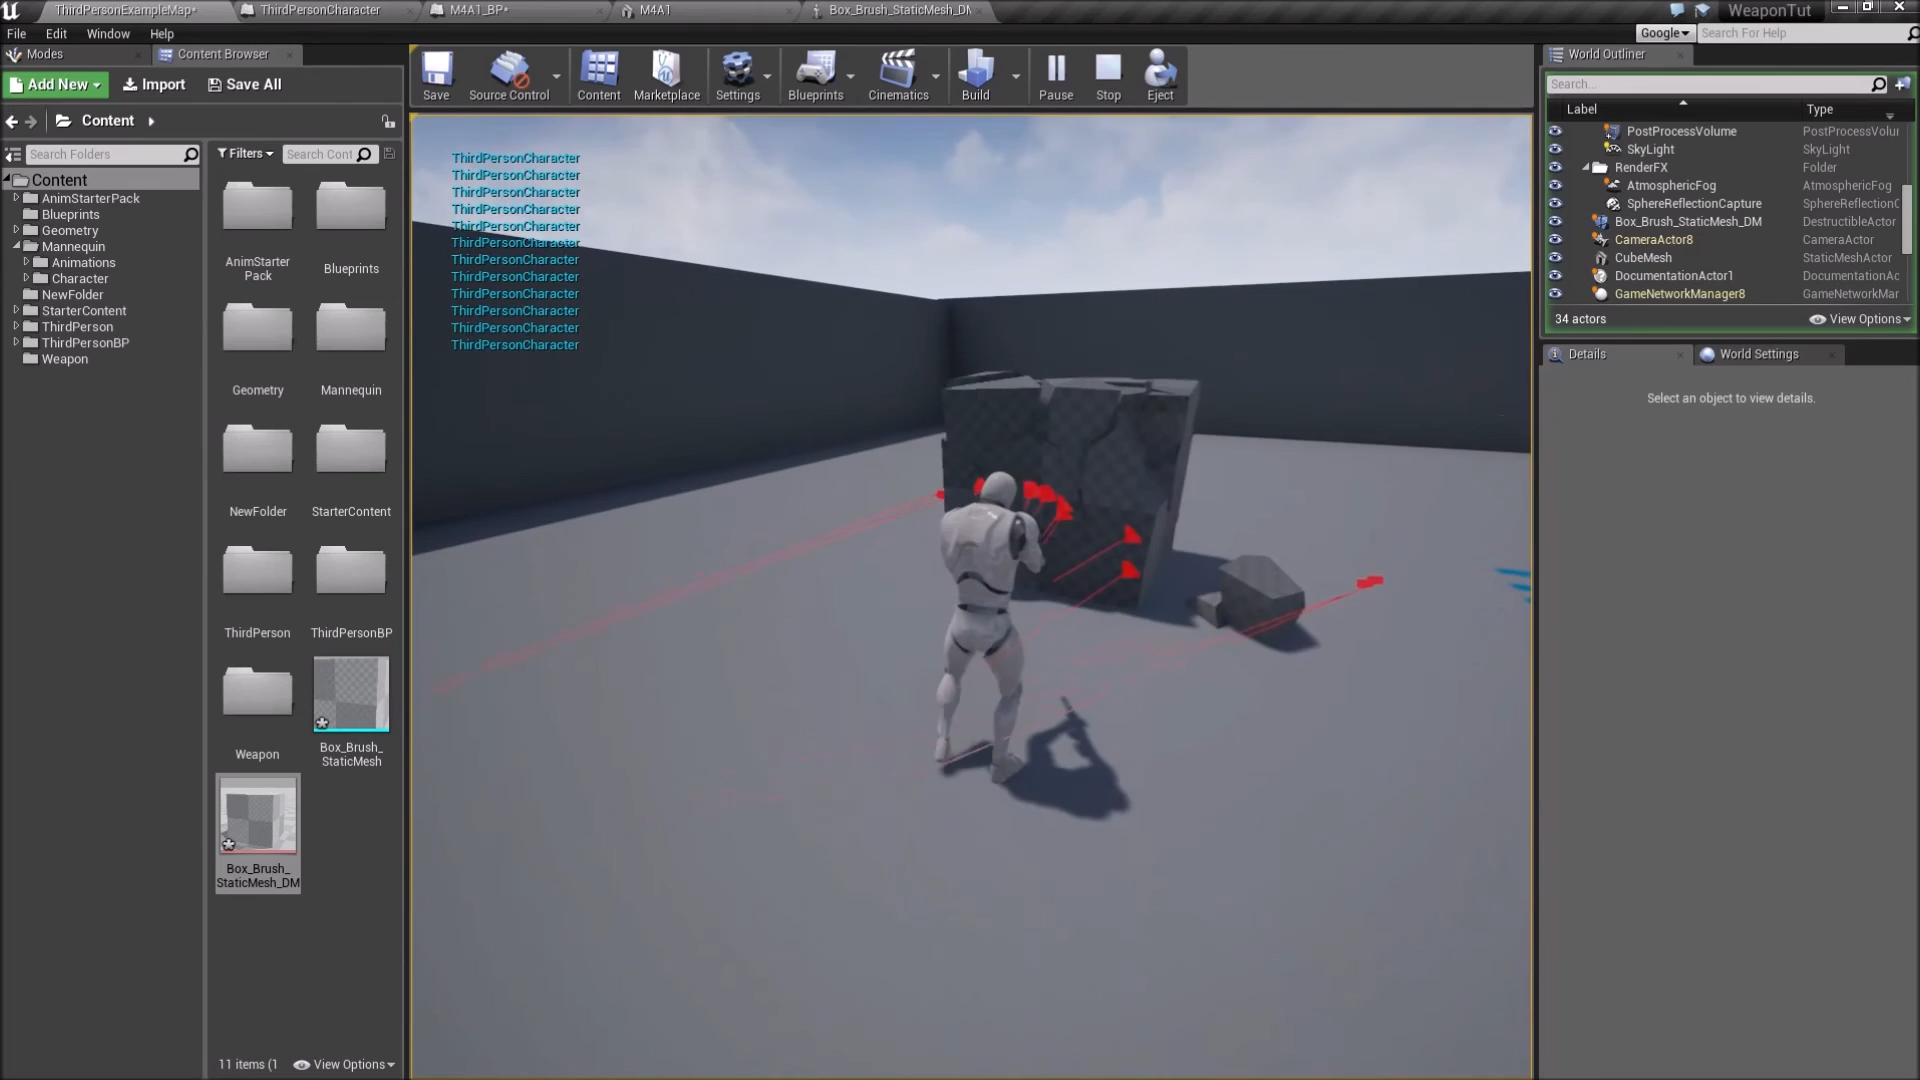 ThirdPersonExampleMap*
ThirdPersonCharacter
M4A1_BP*
M4A1
Box_Brush_StaticMesh_DM
WeaponTut
File Edit Window Help
Google
Search For Help
Modes
Content Browser
World Outliner
Add New
Import
Save All
Save
Source Control
Content
Marketplace
Settings
Blueprints
Cinematics
Build
Pause
Stop
Eject
Search...
Label Type
Content
Search Folders
Filters
Search Cont
Content
AnimStarterPack
Blueprints
Geometry
Mannequin
Animations
Character
NewFolder
StarterContent
ThirdPerson
ThirdPersonBP
Weapon
AnimStarter
Pack
Blueprints
Geometry
Mannequin
NewFolder
StarterContent
ThirdPerson
ThirdPersonBP
Weapon
Box_Brush_
StaticMesh
Box_Brush_
StaticMesh_DM
11 items (1
View Options
ThirdPersonCharacter
ThirdPersonCharacter
ThirdPersonCharacter
ThirdPersonCharacter
ThirdPersonCharacter
ThirdPersonCharacter
ThirdPersonCharacter
ThirdPersonCharacter
ThirdPersonCharacter
ThirdPersonCharacter
ThirdPersonCharacter
ThirdPersonCharacter
PostProcessVolume PostProcessVolu
SkyLight SkyLight
RenderFX Folder
AtmosphericFog AtmosphericFog
SphereReflectionCapture SphereReflectionC
Box_Brush_StaticMesh_DM DestructibleActor
CameraActor8 CameraActor
CubeMesh StaticMeshActor
DocumentationActor1 DocumentationAc
GameNetworkManager8 GameNetworkMar
34 actors
View Options
Details
World Settings
Select an object to view details.